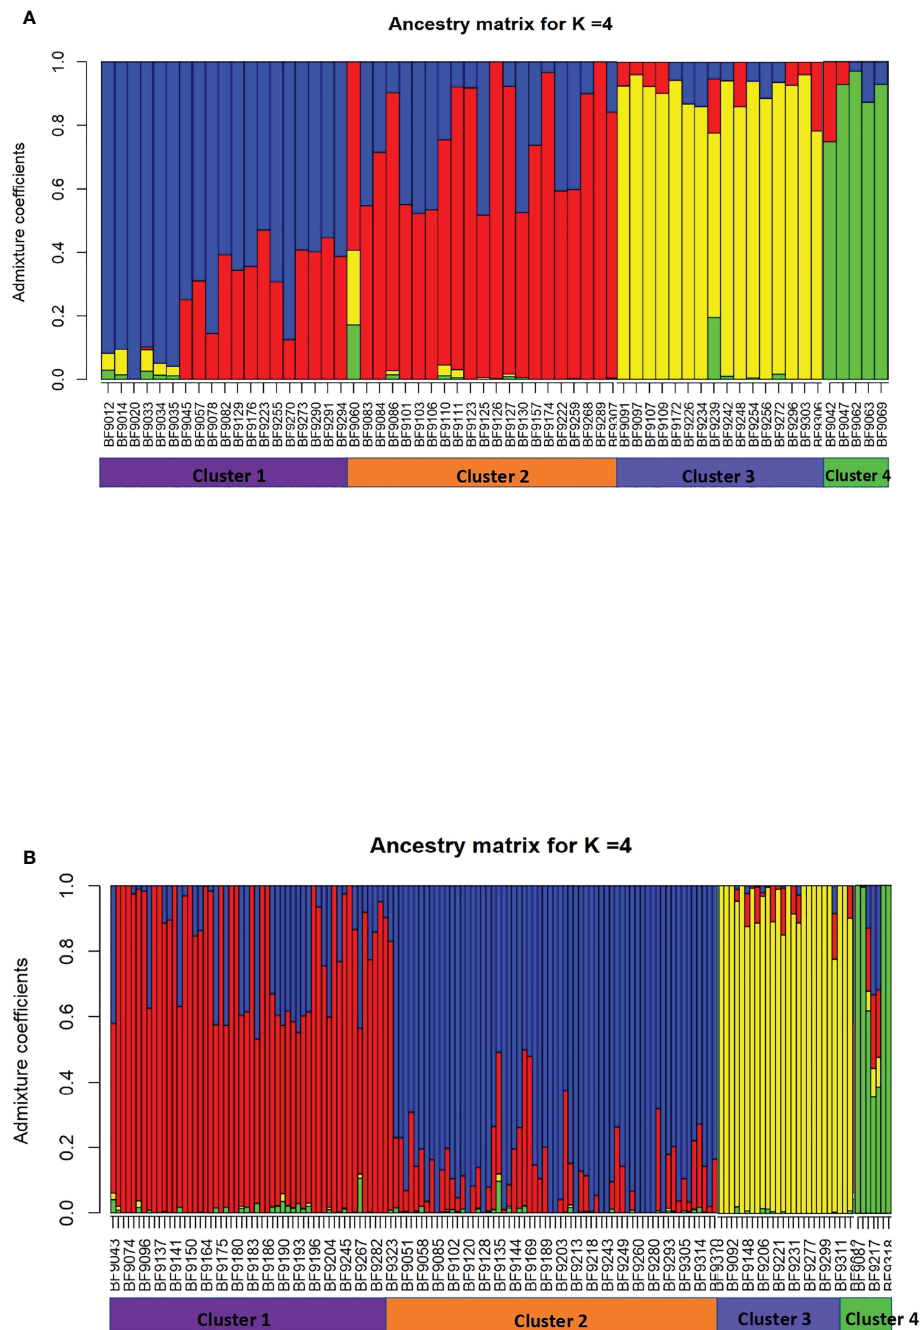 A
Ancestry matrix for K =4
Admixture coefficients
1.0
0.8
0.6
0.4
0.2
0.0
BF9012
BF9014
BF9020
BF9033
BF9034
BF9035
BF9045
BF9057
BF9078
BF9082
BF9129
BF9176
BF9223
BF9255
BF9270
BF9273
BF9290
BF9291
BF9294
BF9060
BF9083
BF9084
BF9086
BF9101
BF9103
BF9106
BF9110
BF9111
BF9123
BF9125
BF9126
BF9127
BF9130
BF9157
BF9174
BF9222
BF9259
BF9268
BF9289
BF9307
BF9091
BF9097
BF9107
BF9109
BF9172
BF9226
BF9234
BF9239
BF9242
BF9248
BF9254
BF9256
BF9272
BF9296
BF9303
BF9306
BF9042
BF9047
BF9062
BF9063
BF9069
Cluster 1
Cluster 2
Cluster 3
Cluster 4
B
Ancestry matrix for K =4
Admixture coefficients
1.0
0.8
0.6
0.4
0.2
0.0
BF9043
BF9074
BF9096
BF9137
BF9141
BF9150
BF9164
BF9175
BF9180
BF9183
BF9186
BF9190
BF9193
BF9196
BF9204
BF9245
BF9267
BF9282
BF9323
BF9051
BF9058
BF9085
BF9102
BF9120
BF9128
BF9135
BF9144
BF9169
BF9189
BF9203
BF9213
BF9218
BF9243
BF9249
BF9260
BF9280
BF9293
BF9305
BF9314
BF9092
BF9148
BF9206
BF9221
BF9231
BF9277
BF9299
BF9311
BF9087
BF9217
BF9318
Cluster 1
Cluster 2
Cluster 3
Cluster 4